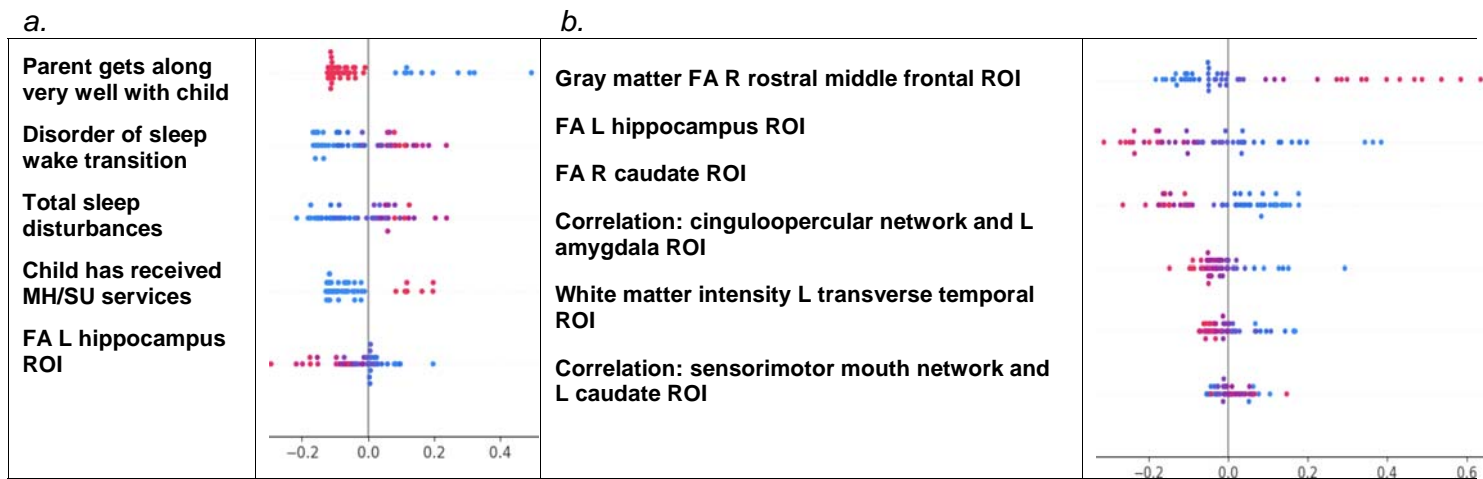 a.
Parent gets along
very well with child
Disorder of sleep
wake transition
Total sleep
disturbances
Child has received
MH/SU services
FA L hippocampus
ROI
−0.2 0.0 0.2 0.4
b.
Gray matter FA R rostral middle frontal ROI
FA L hippocampus ROI
FA R caudate ROI
Correlation: cinguloopercular network and L
amygdala ROI
White matter intensity L transverse temporal
ROI
Correlation: sensorimotor mouth network and
L caudate ROI
−0.2 0.0 0.2 0.4 0.6